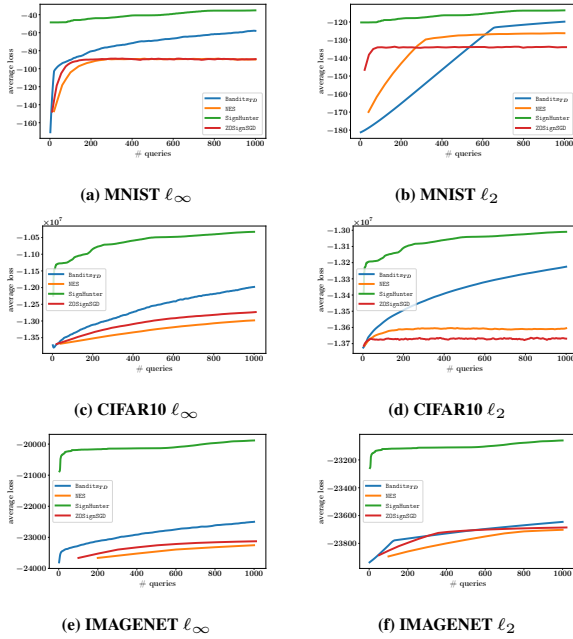 −40
−60
−80
−100
−120
−140
−160
average loss
0 200 400 600 800 1000
# queries
Bandits_TD
NES
SignHunter
ZOSignSGD
(a) MNIST ℓ∞
−120
−130
−140
−150
−160
−170
−180
average loss
0 200 400 600 800 1000
# queries
Bandits_TD
NES
SignHunter
ZOSignSGD
(b) MNIST ℓ2
×10^7
−1.105
−1.110
−1.115
−1.120
−1.125
−1.130
−1.135
average loss
0 200 400 600 800 1000
# queries
Bandits_TD
NES
SignHunter
ZOSignSGD
(c) CIFAR10 ℓ∞
×10^7
−1.30
−1.31
−1.32
−1.33
−1.34
−1.35
−1.36
−1.37
average loss
0 200 400 600 800 1000
# queries
Bandits_TD
NES
SignHunter
ZOSignSGD
(d) CIFAR10 ℓ2
−20000
−21000
−22000
−23000
−24000
average loss
0 200 400 600 800 1000
# queries
Bandits_TD
NES
SignHunter
ZOSignSGD
(e) IMAGENET ℓ∞
−23200
−23400
−23600
−23800
average loss
0 200 400 600 800 1000
# queries
Bandits_TD
NES
SignHunter
ZOSignSGD
(f) IMAGENET ℓ2